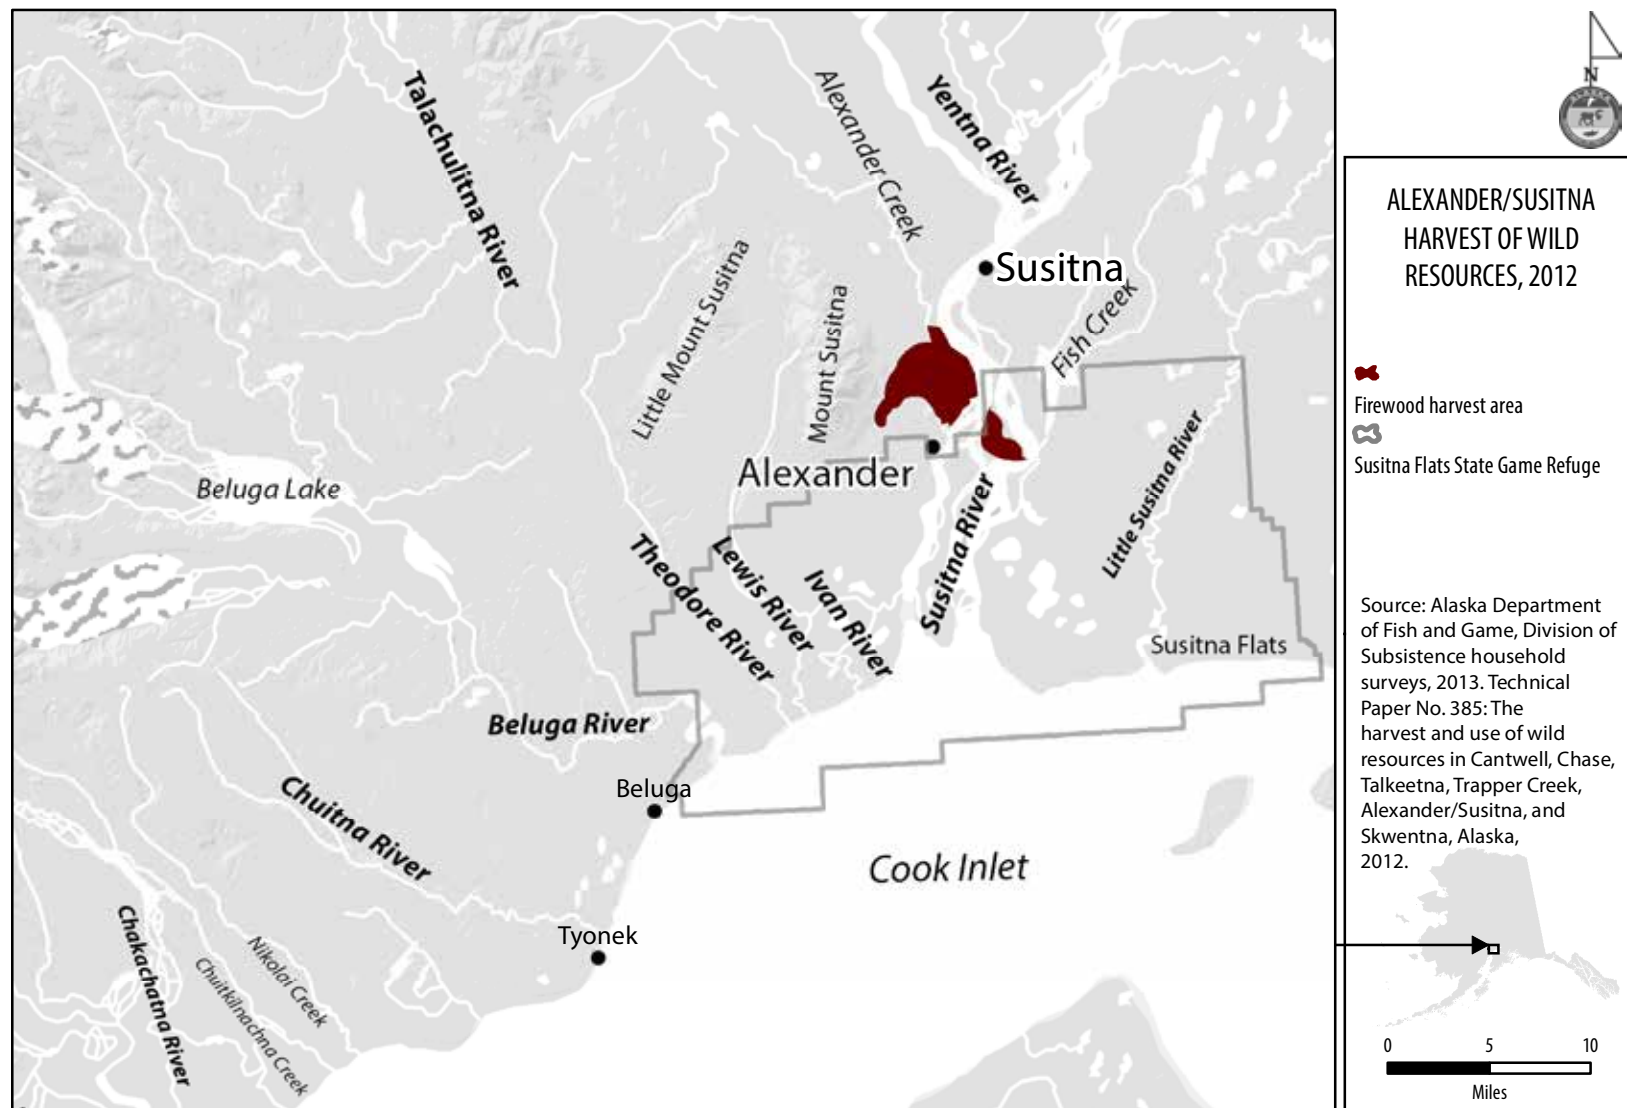 Talachulitna River
Alexander Creek
Yentna River
Susitna
Little Mount Susitna
Mount Susitna
Fish Creek
Alexander
Beluga Lake
Little Susitna River
Susitna River
Theodore River
Lewis River
Ivan River
Susitna Flats
Beluga River
Beluga
Chuitna River
Cook Inlet
Tyonek
Chakachatna River
Nikolai Creek
Chuitkilnachna Creek
N
ALASKA
ALEXANDER/SUSITNA
HARVEST OF WILD
RESOURCES, 2012
Firewood harvest area
Susitna Flats State Game Refuge
Source: Alaska Department
of Fish and Game, Division of
Subsistence household
surveys, 2013. Technical
Paper No. 385: The
harvest and use of wild
resources in Cantwell, Chase,
Talkeetna, Trapper Creek,
Alexander/Susitna, and
Skwentna, Alaska,
2012.
0 5 10
Miles